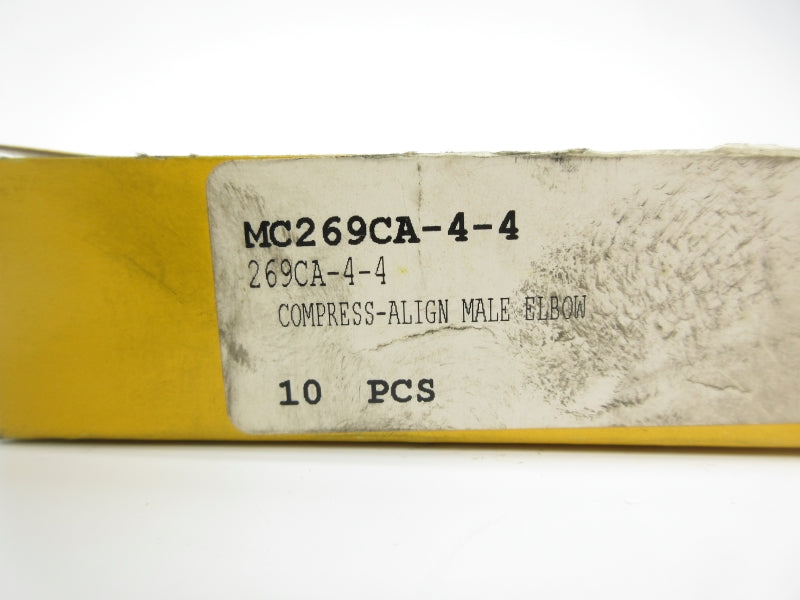 MC269CA-4-4
269CA-4-4
COMPRESS-ALIGN MALE ELBOW
10 PCS